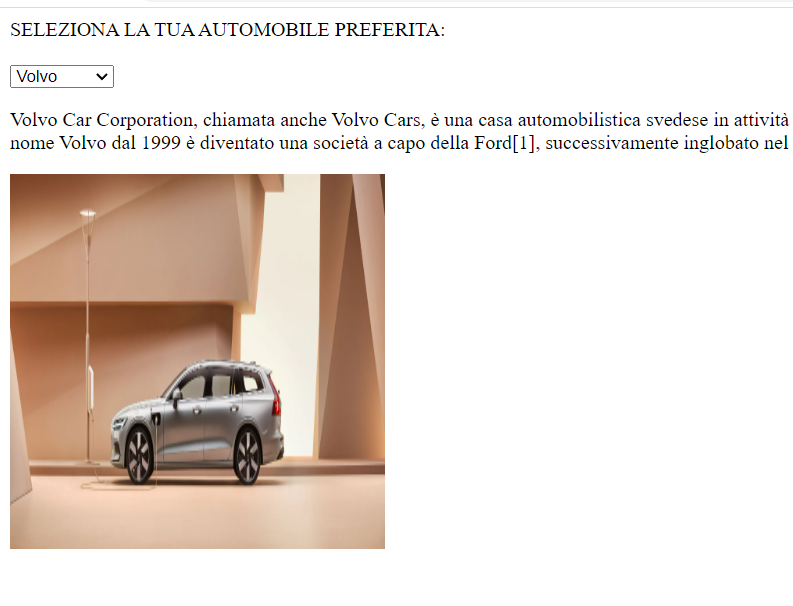 SELEZIONA LA TUA AUTOMOBILE PREFERITA:
Volvo
Volvo Car Corporation, chiamata anche Volvo Cars, è una casa automobilistica svedese in attività
nome Volvo dal 1999 è diventato una società a capo della Ford[1], successivamente inglobato nel